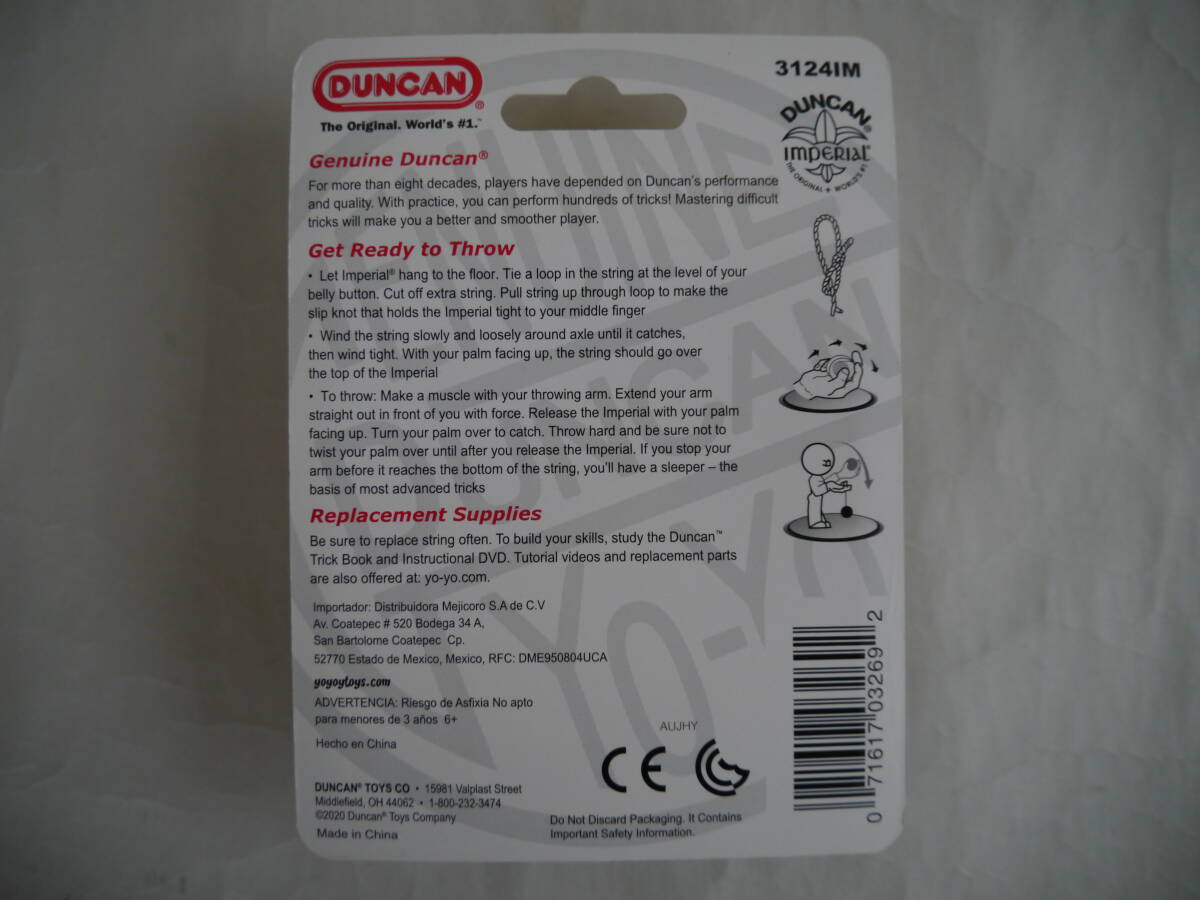 DUNCAN®
The Original. World's #1.™
3124IM
DUNCAN®
IMPERIAL™
THE ORIGINAL • WORLD'S #1
Genuine Duncan®
For more than eight decades, players have depended on Duncan's performance
and quality. With practice, you can perform hundreds of tricks! Mastering difficult
tricks will make you a better and smoother player.
Get Ready to Throw
• Let Imperial® hang to the floor. Tie a loop in the string at the level of your
belly button. Cut off extra string. Pull string up through loop to make the
slip knot that holds the Imperial tight to your middle finger
• Wind the string slowly and loosely around axle until it catches,
then wind tight. With your palm facing up, the string should go over
the top of the Imperial
• To throw: Make a muscle with your throwing arm. Extend your arm
straight out in front of you with force. Release the Imperial with your palm
facing up. Turn your palm over to catch. Throw hard and be sure not to
twist your palm over until after you release the Imperial. If you stop your
arm before it reaches the bottom of the string, you'll have a sleeper – the
basis of most advanced tricks
Replacement Supplies
Be sure to replace string often. To build your skills, study the Duncan™
Trick Book and Instructional DVD. Tutorial videos and replacement parts
are also offered at: yo-yo.com.
Importador: Distribuidora Mejicoro S.A de C.V
Av. Coatepec # 520 Bodega 34 A,
San Bartolome Coatepec Cp.
52770 Estado de Mexico, Mexico, RFC: DME950804UCA
yoyoytoys.com
ADVERTENCIA: Riesgo de Asfixia No apto
para menores de 3 años 6+
Hecho en China
AUJHY
CE
DUNCAN® TOYS CO • 15981 Valplast Street
Middlefield, OH 44062 • 1-800-232-3474
©2020 Duncan® Toys Company
Made in China
Do Not Discard Packaging. It Contains
Important Safety Information.
0 71617 03269 2
GENUINE
DUNCAN
YO-YO